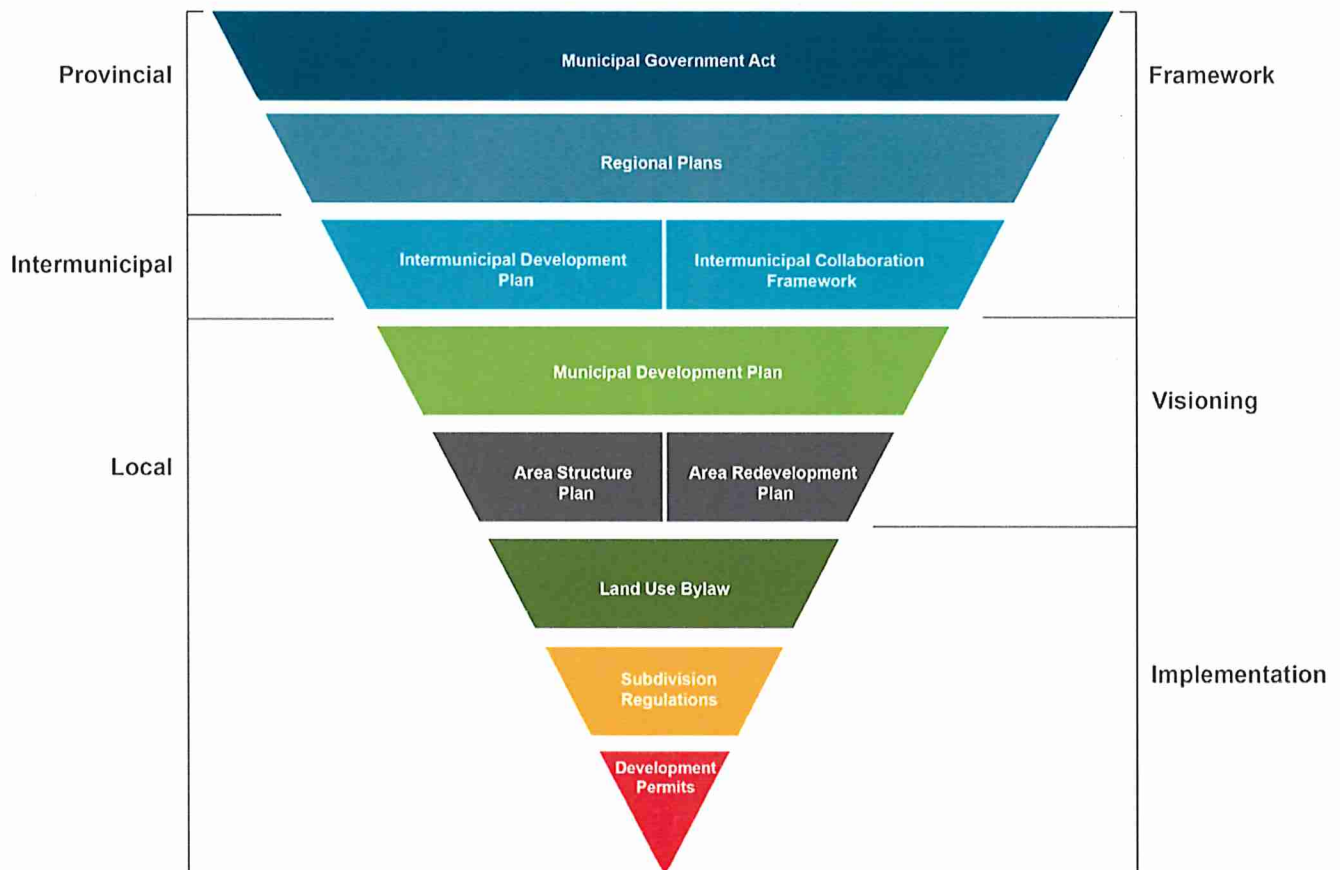 Provincial
Municipal Government Act
Framework
Regional Plans
Intermunicipal
Intermunicipal Development
Plan
Intermunicipal Collaboration
Framework
Municipal Development Plan
Visioning
Local
Area Structure
Plan
Area Redevelopment
Plan
Land Use Bylaw
Subdivision
Regulations
Implementation
Development
Permits